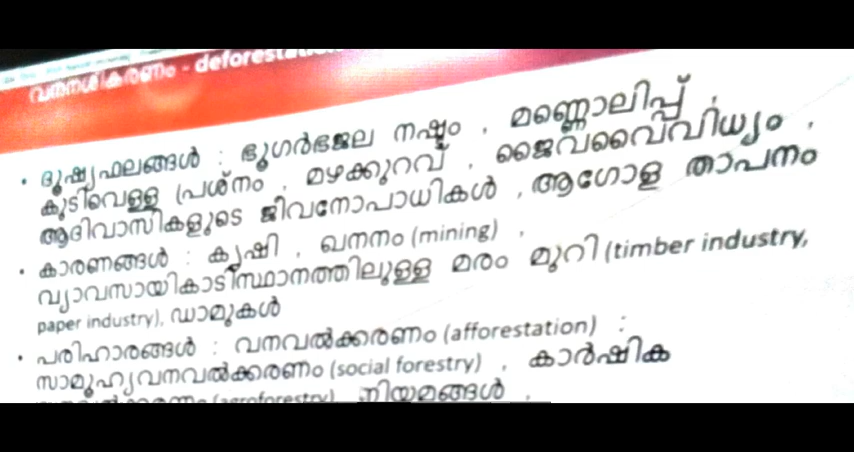 വനനശികരണം - deforestation
• ദൂഷ്യഫലങ്ങൾ : ഭൂഗർഭജല നഷ്ടം , മണ്ണൊലിപ്പ് ,
കുടിവെള്ള പ്രശ്നം , മഴക്കുറവ് , ജൈവവൈവിധ്യം ,
ആദിവാസികളുടെ ജീവനോപാധികൾ , ആഗോള താപനം
• കാരണങ്ങൾ : കൃഷി , ഖനനം (mining) ,
വ്യാവസായികാടിസ്ഥാനത്തിലുള്ള മരം മുറി (timber industry,
paper industry), ഡാമുകൾ
• പരിഹാരങ്ങൾ : വനവൽക്കരണം (afforestation) :
സാമൂഹ്യവനവൽക്കരണം (social forestry) , കാർഷിക
(agroforestry) , നിയമങ്ങൾ ,